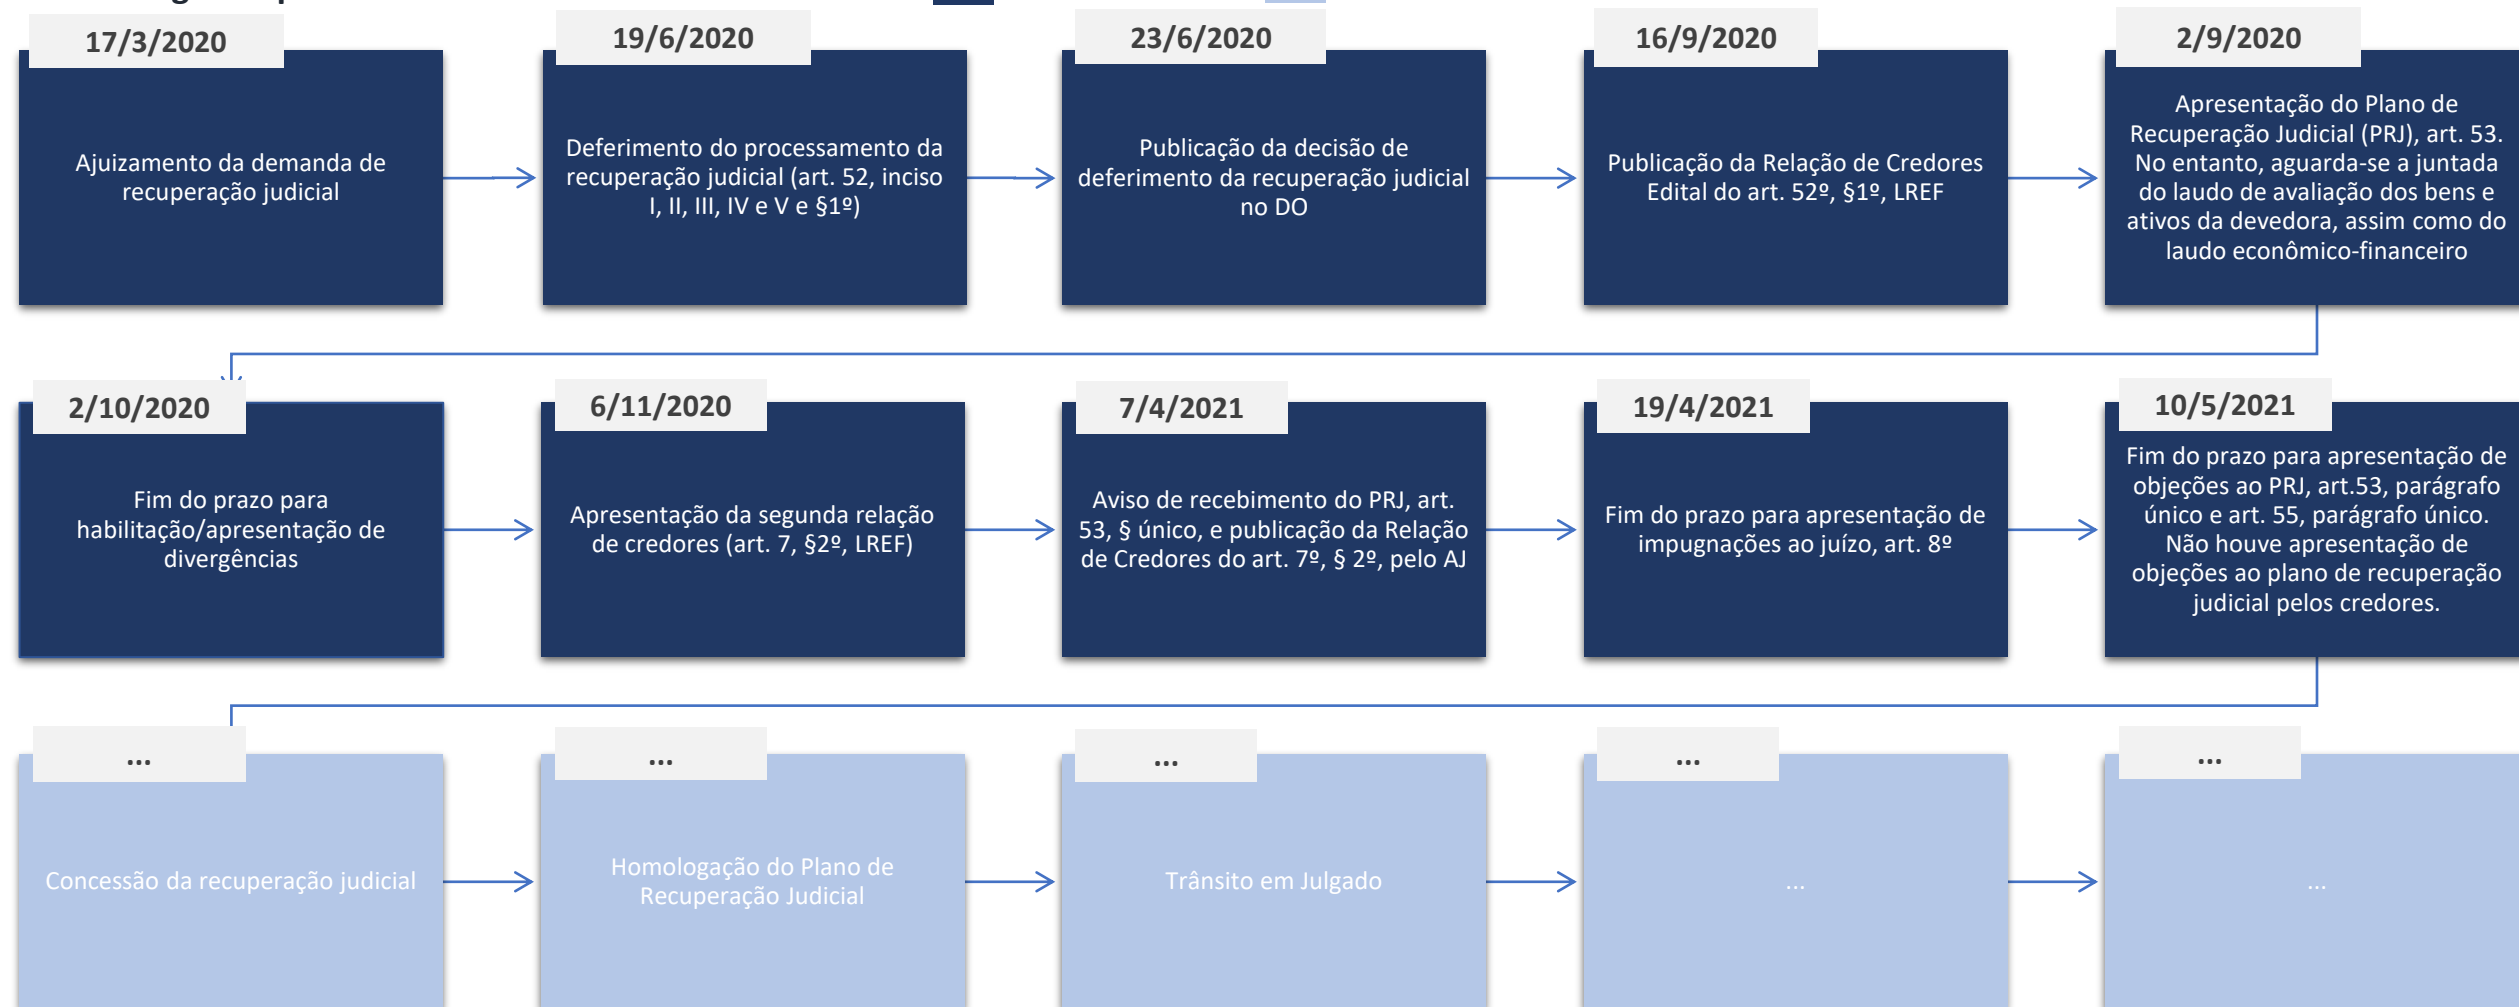 17/3/2020
Ajuizamento da demanda de
recuperação judicial
19/6/2020
Deferimento do processamento da
recuperação judicial (art. 52, inciso
I, II, III, IV e V e §1º)
23/6/2020
Publicação da decisão de
deferimento da recuperação judicial
no DO
16/9/2020
Publicação da Relação de Credores
Edital do art. 52º, §1º, LREF
2/9/2020
Apresentação do Plano de
Recuperação Judicial (PRJ), art. 53.
No entanto, aguarda-se a juntada
do laudo de avaliação dos bens e
ativos da devedora, assim como do
laudo econômico-financeiro
2/10/2020
Fim do prazo para
habilitação/apresentação de
divergências
6/11/2020
Apresentação da segunda relação
de credores (art. 7, §2º, LREF)
7/4/2021
Aviso de recebimento do PRJ, art.
53, § único, e publicação da Relação
de Credores do art. 7º, § 2º, pelo AJ
19/4/2021
Fim do prazo para apresentação de
impugnações ao juízo, art. 8º
10/5/2021
Fim do prazo para apresentação de
objeções ao PRJ, art.53, parágrafo
único e art. 55, parágrafo único.
Não houve apresentação de
objeções ao plano de recuperação
judicial pelos credores.
...
Concessão da recuperação judicial
...
Homologação do Plano de
Recuperação Judicial
...
Trânsito em Julgado
...
...
...
...